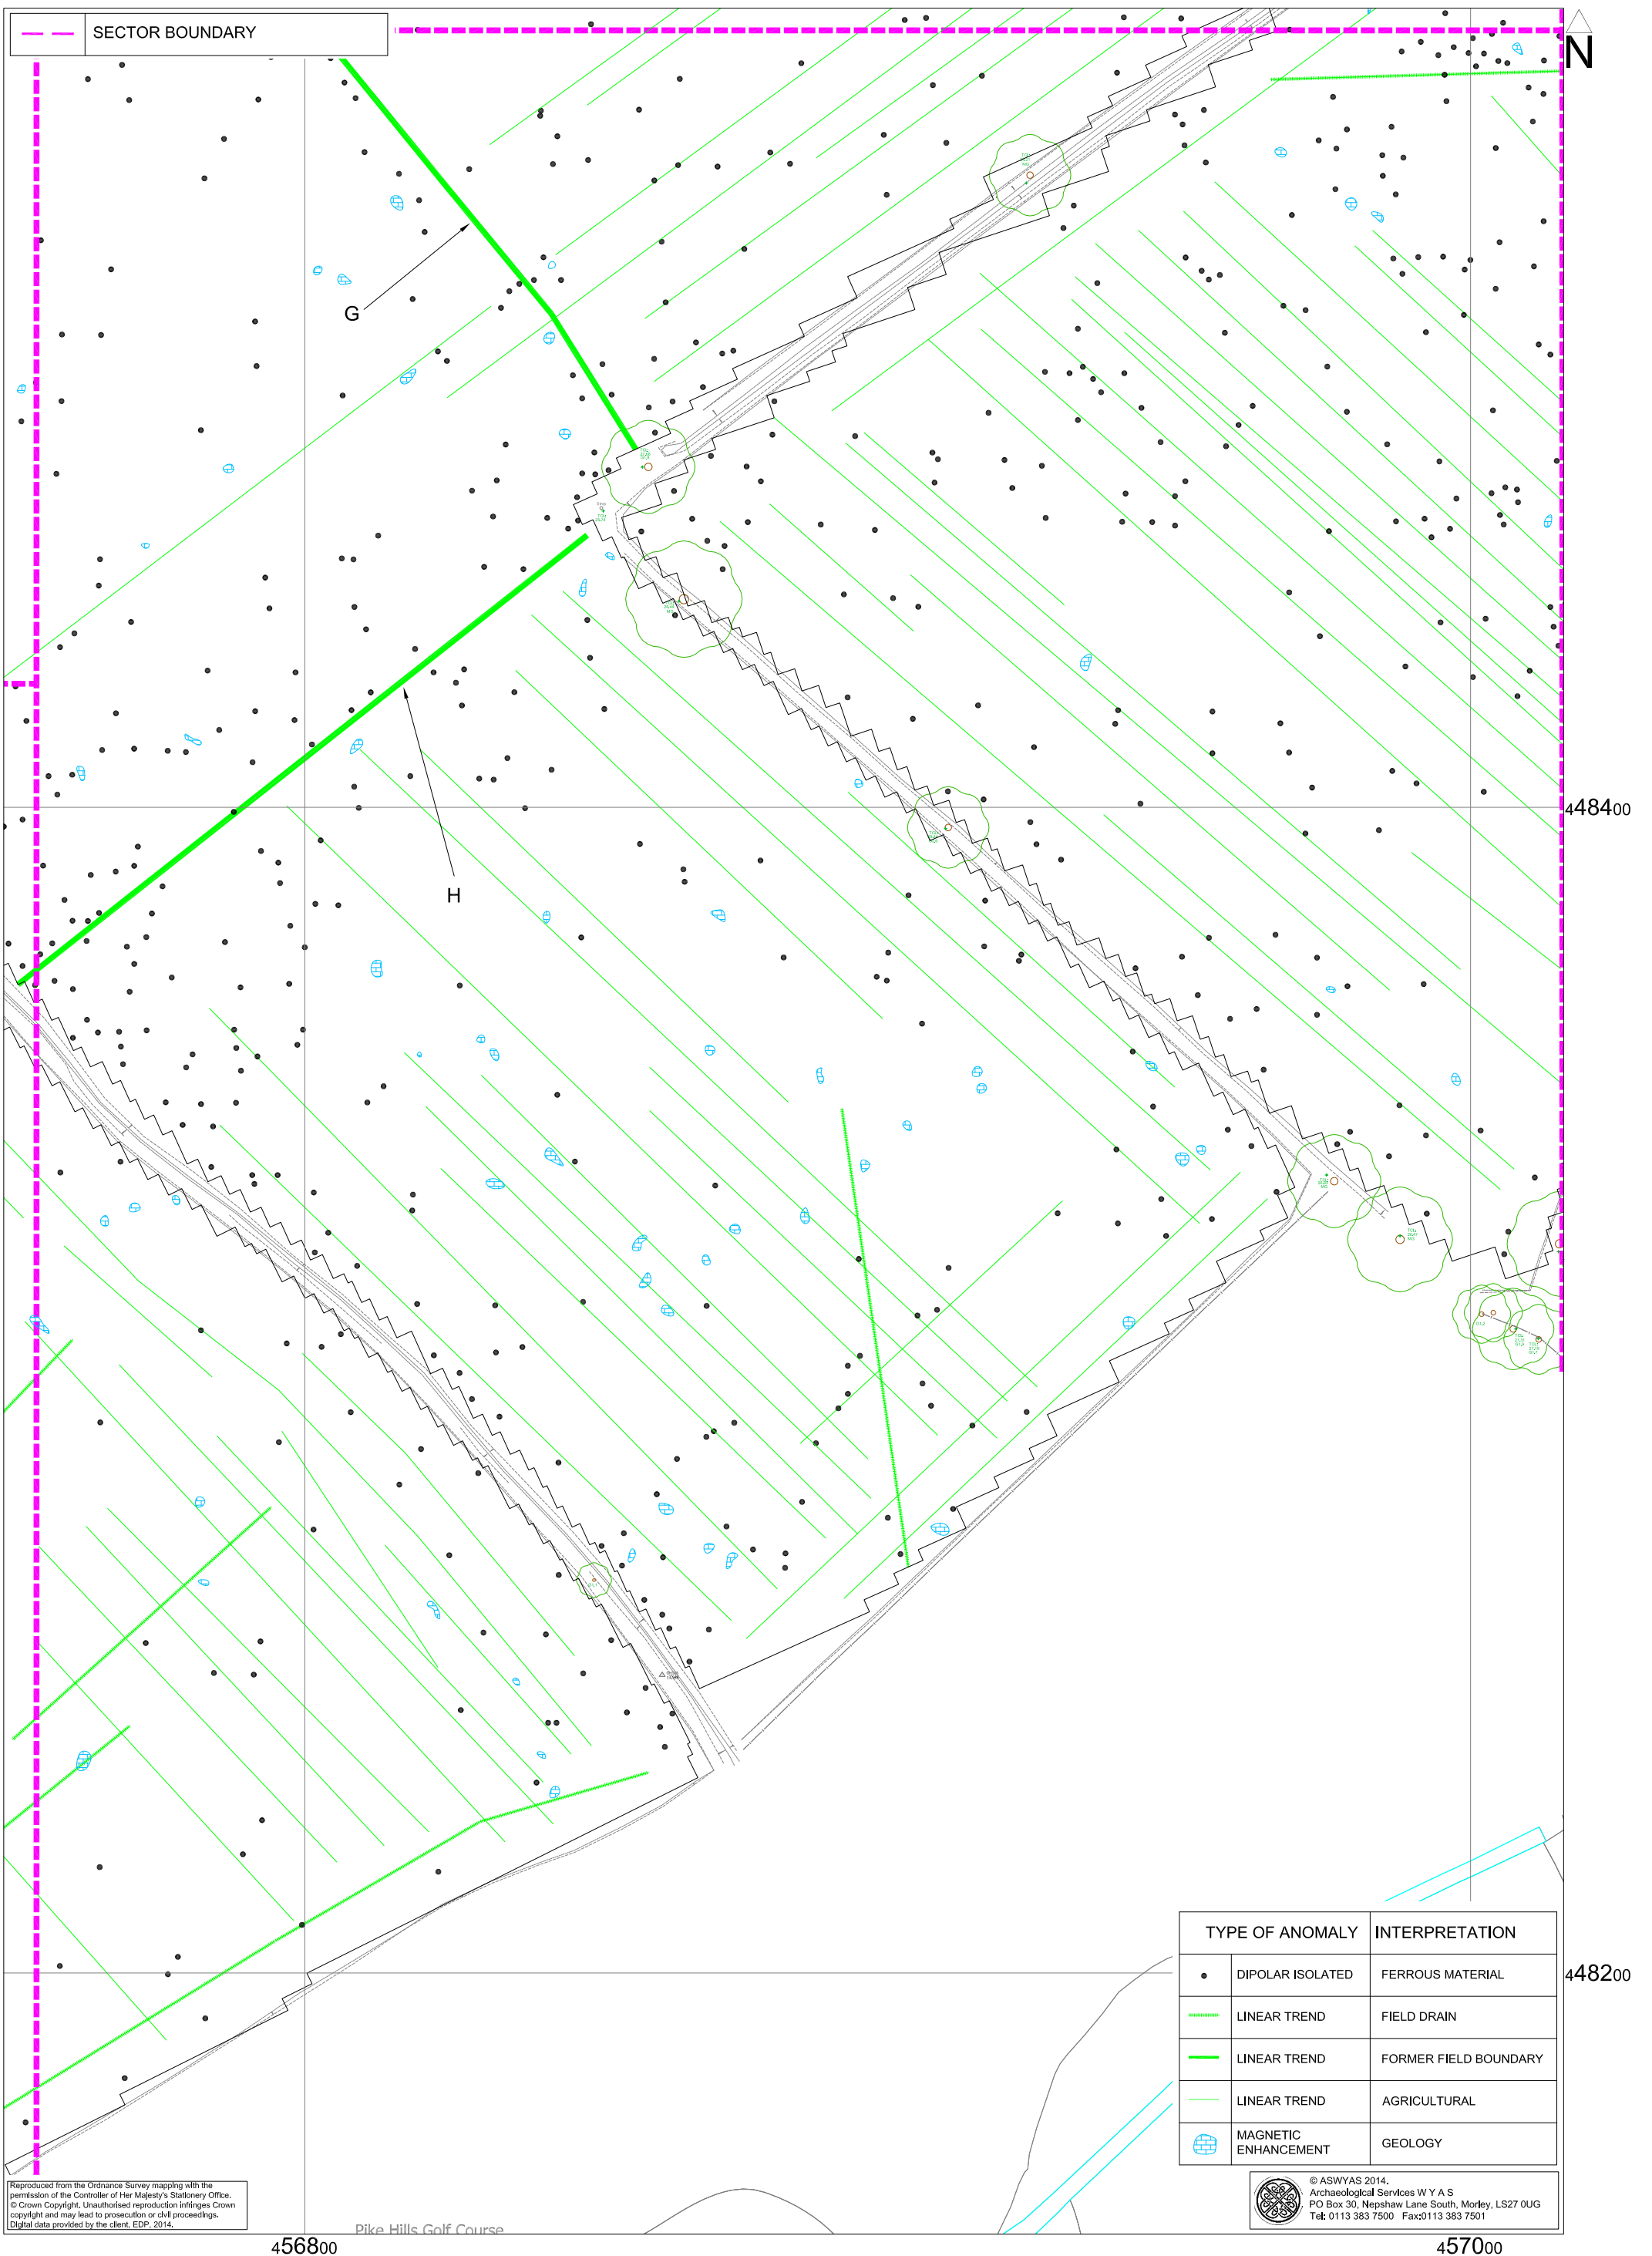 SECTOR BOUNDARY
N
G
H
448400
TYPE OF ANOMALY INTERPRETATION
DIPOLAR ISOLATED FERROUS MATERIAL
448200
LINEAR TREND FIELD DRAIN
LINEAR TREND FORMER FIELD BOUNDARY
LINEAR TREND AGRICULTURAL
MAGNETIC
ENHANCEMENT GEOLOGY
Reproduced from the Ordnance Survey mapping with the
permission of the Controller of Her Majesty's Stationery Office.
© Crown Copyright. Unauthorised reproduction infringes Crown
copyright and may lead to prosecution or civil proceedings.
Digital data provided by the client, EDP, 2014.
Pike Hills Golf Course
© ASWYAS 2014.
Archaeological Services W Y A S
PO Box 30, Nepshaw Lane South, Morley, LS27 0UG
Tel: 0113 383 7500 Fax:0113 383 7501
456800
457000